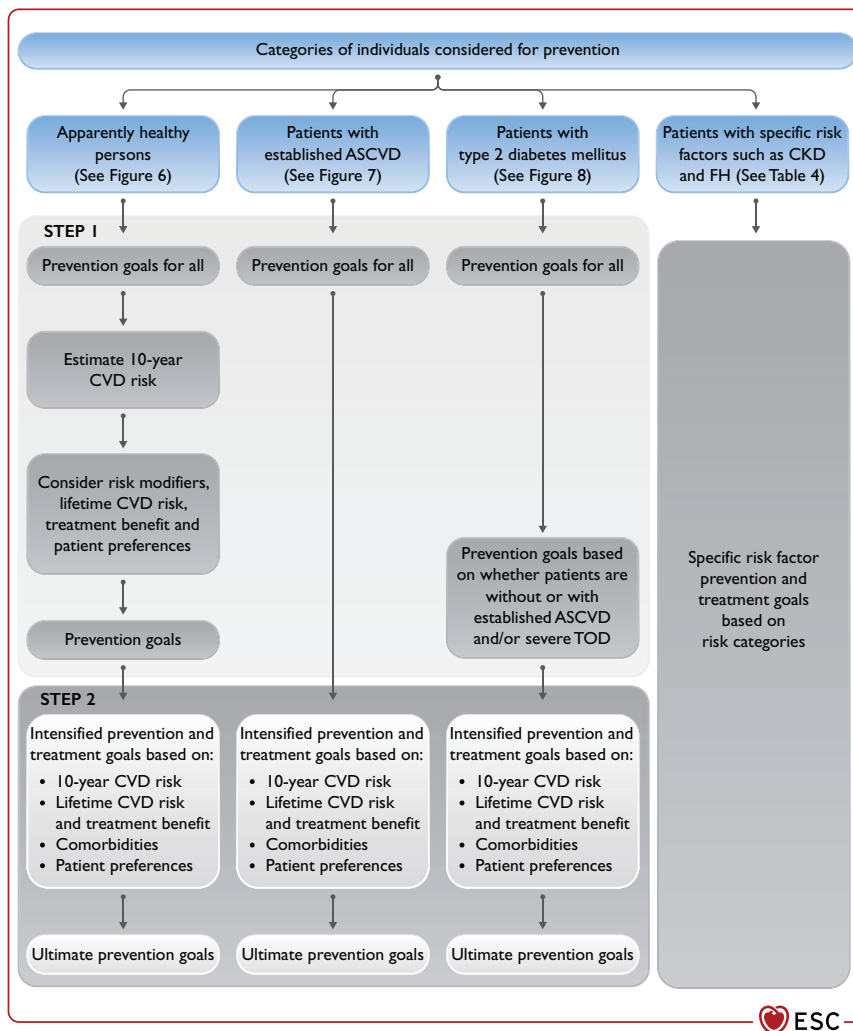 Categories of individuals considered for prevention
Apparently healthy
persons
(See Figure 6)
Patients with
established ASCVD
(See Figure 7)
Patients with
type 2 diabetes mellitus
(See Figure 8)
Patients with specific risk
factors such as CKD
and FH (See Table 4)
STEP 1
Prevention goals for all
Prevention goals for all
Prevention goals for all
Estimate 10-year
CVD risk
Consider risk modifiers,
lifetime CVD risk,
treatment benefit and
patient preferences
Prevention goals
Prevention goals based
on whether patients are
without or with
established ASCVD
and/or severe TOD
Specific risk factor
prevention and
treatment goals
based on
risk categories
STEP 2
Intensified prevention and
treatment goals based on:
• 10-year CVD risk
• Lifetime CVD risk
and treatment benefit
• Comorbidities
• Patient preferences
Intensified prevention and
treatment goals based on:
• 10-year CVD risk
• Lifetime CVD risk
and treatment benefit
• Comorbidities
• Patient preferences
Intensified prevention and
treatment goals based on:
• 10-year CVD risk
• Lifetime CVD risk
and treatment benefit
• Comorbidities
• Patient preferences
Ultimate prevention goals
Ultimate prevention goals
Ultimate prevention goals
ESC